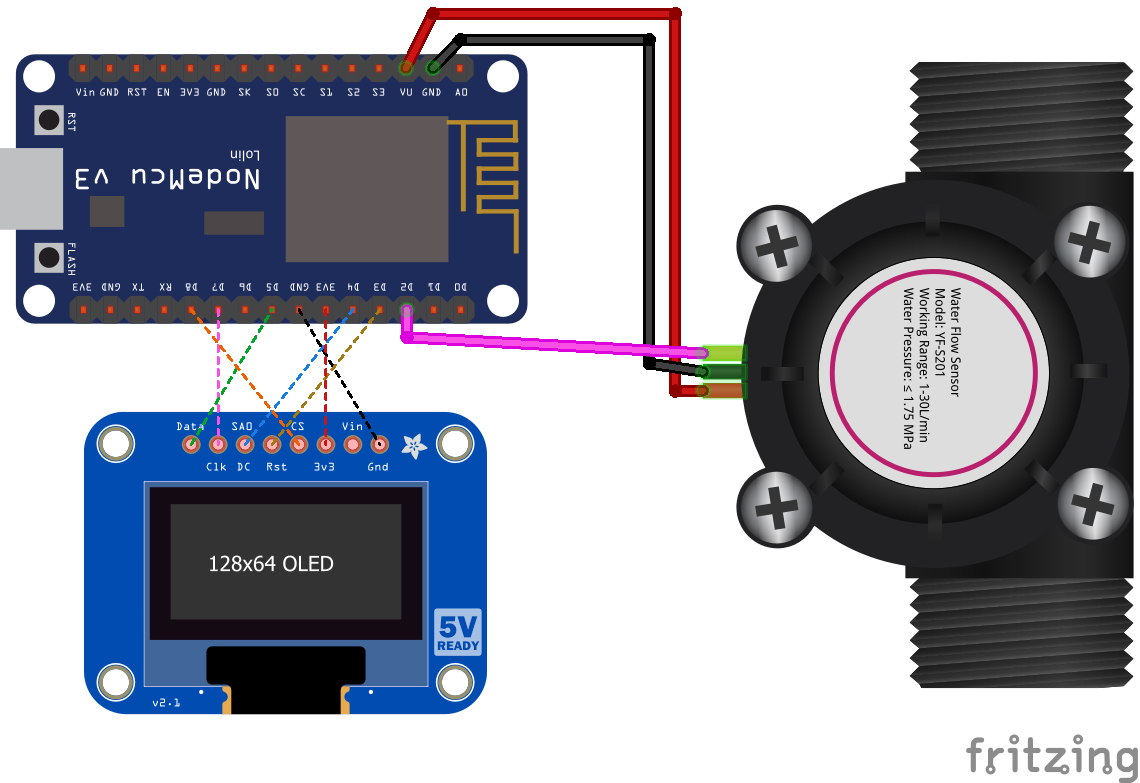 Vin GND RST EN 3V3 GND SK SO SC S1 S2 S3 VU GND A0
RST
Lolin
NodeMcu v3
FLASH
3V3 GND TX RX D8 D7 D6 D5 GND 3V3 D4 D3 D2 D1 D0
Water Flow Sensor
Model: YF-S201
Working Range: 1-30L/min
Water Pressure: ≤ 1.75 MPa
Data SA0 CS Vin
Clk DC Rst 3v3 Gnd
128x64 OLED
5V
READY
v2.1
fritzing